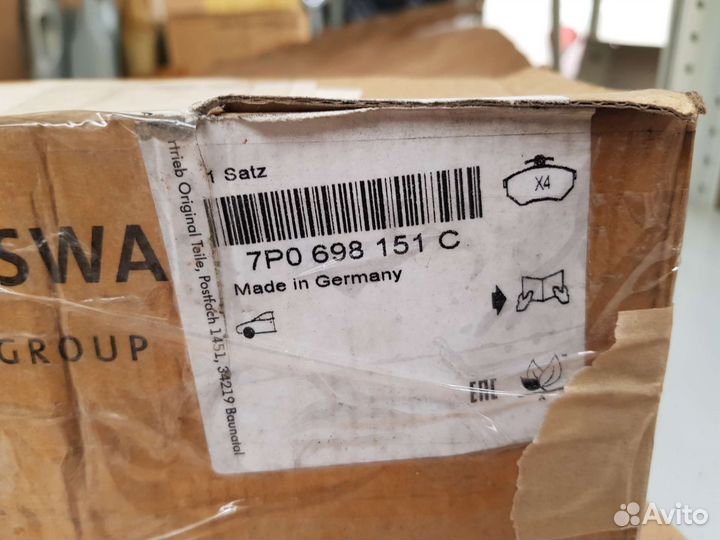 1 Satz
X4
7P0 698 151 C
Made in Germany
SWA
GROUP
Original Teile, Postfach 1451, 34219 Baunatal
EAC
Avito